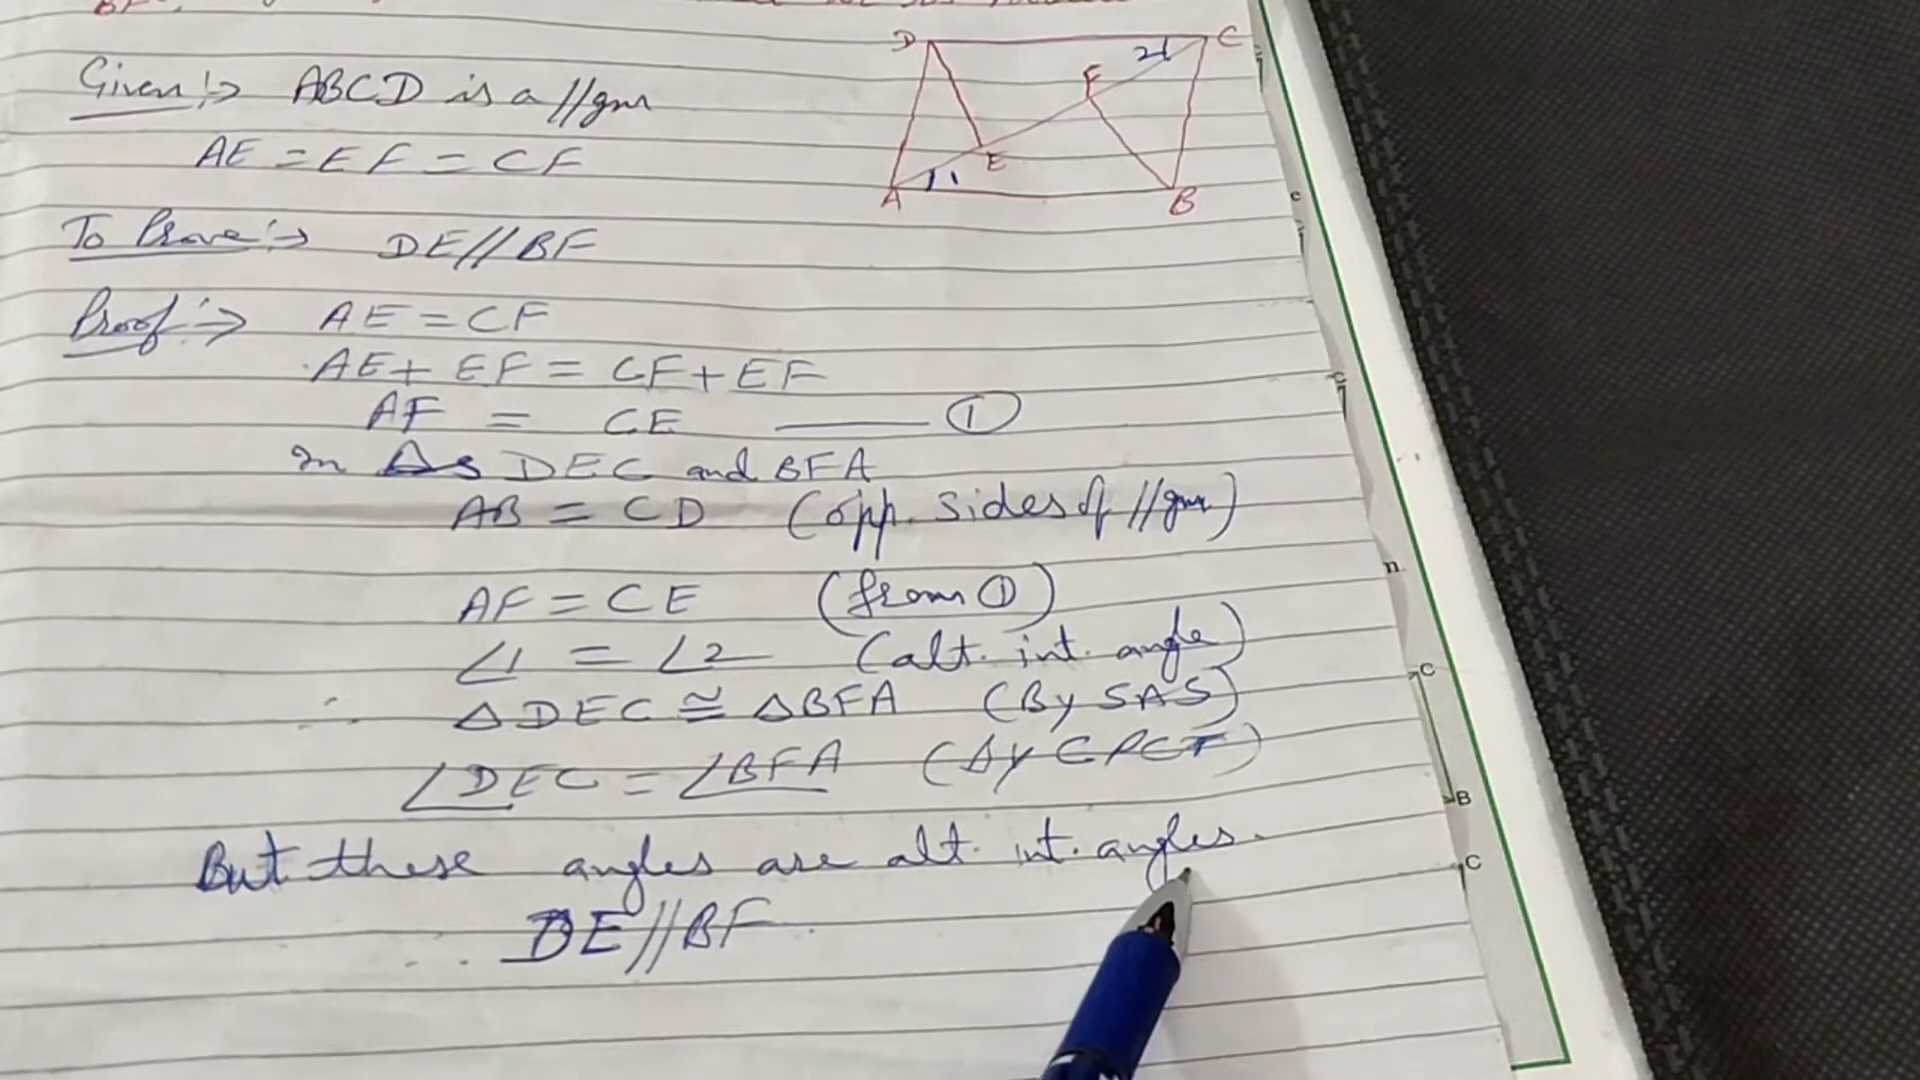 Given :→ ABCD is a //gm
AE = EF = CF
D C 2 F E 1 A B
To Prove :→ DE//BF
Proof :→ AE = CF
AE + EF = CF + EF
AF = CE ——— ①
In Δs DEC and BFA
AB = CD (opp. sides of //gm)
AF = CE (from ①)
∠1 = ∠2 (alt. int. angle)
∴ ΔDEC ≅ ΔBFA (By SAS)
∠DEC = ∠BFA (By CPCT)
But these angles are alt. int. angles.
∴ DE//BF
e
n
C
B
C